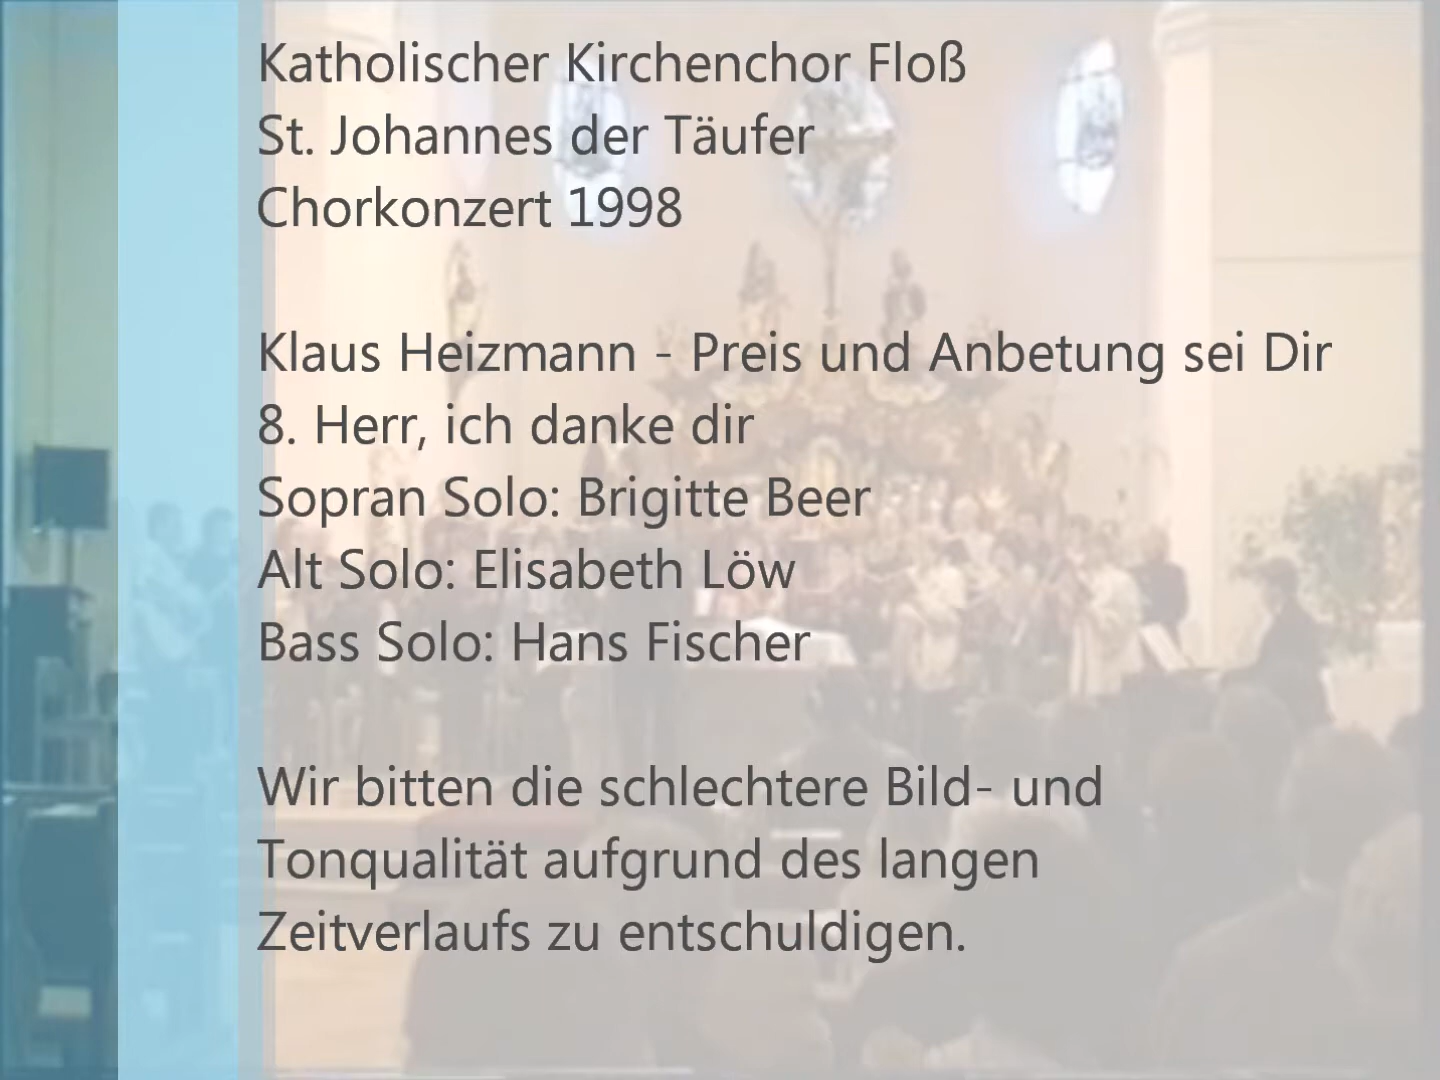 Katholischer Kirchenchor Floß
St. Johannes der Täufer
Chorkonzert 1998
Klaus Heizmann - Preis und Anbetung sei Dir
8. Herr, ich danke dir
Sopran Solo: Brigitte Beer
Alt Solo: Elisabeth Löw
Bass Solo: Hans Fischer
Wir bitten die schlechtere Bild- und
Tonqualität aufgrund des langen
Zeitverlaufs zu entschuldigen.